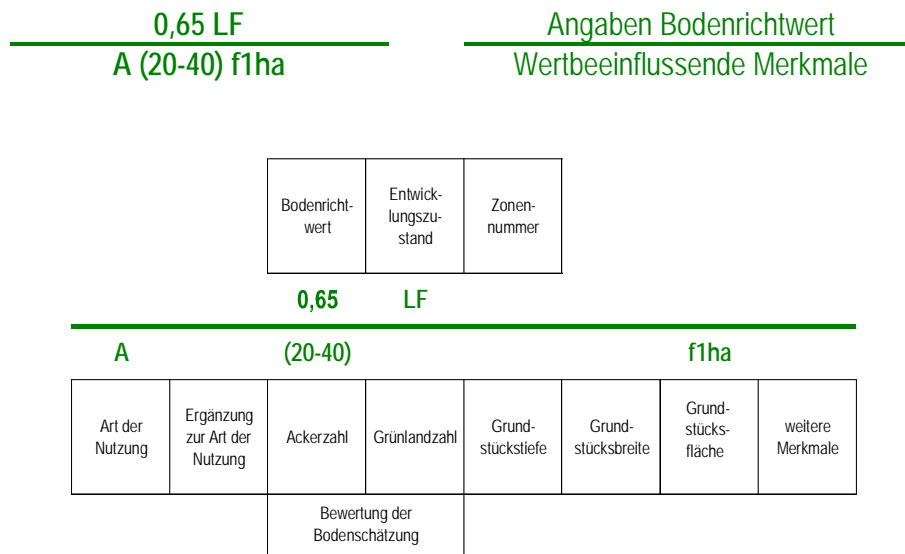 0,65 LF
A (20-40) f1ha
Angaben Bodenrichtwert
Wertbeeinflussende Merkmale
Bodenricht-
wert
Entwick-
lungszu-
stand
Zonen-
nummer
0,65
LF
A
(20-40)
f1ha
Art der
Nutzung
Ergänzung
zur Art der
Nutzung
Ackerzahl
Grünlandzahl
Grund-
stückstiefe
Grund-
stücksbreite
Grund-
stücks-
fläche
weitere
Merkmale
Bewertung der
Bodenschätzung